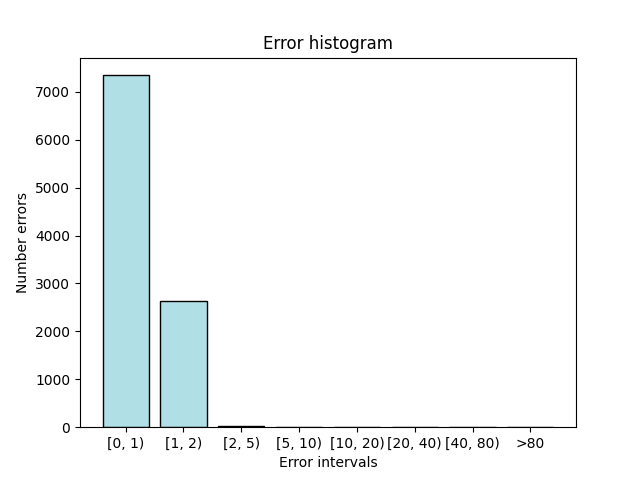 Error histogram
Number errors
7000
6000
5000
4000
3000
2000
1000
0
[0, 1) [1, 2) [2, 5) [5, 10) [10, 20) [20, 40) [40, 80) >80
Error intervals